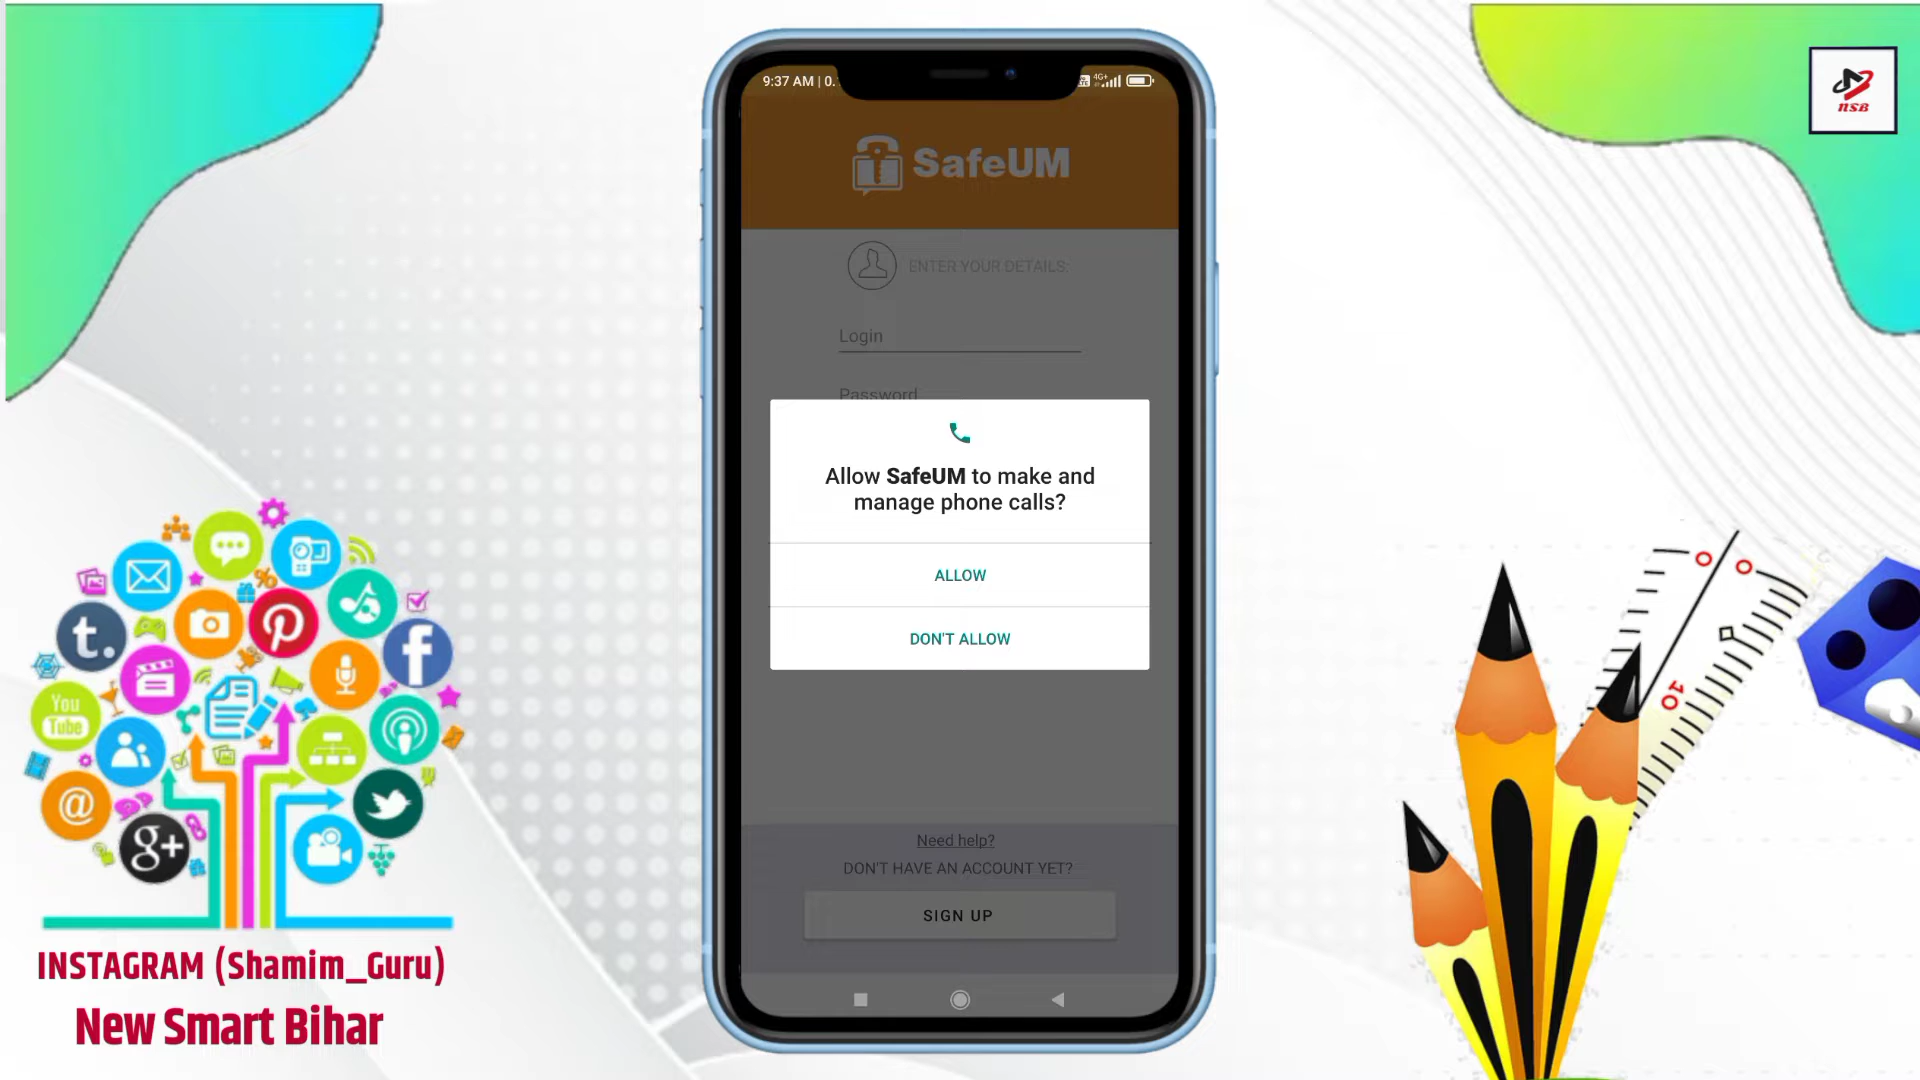 NSB
9:37 AM | 0.
4G+
SafeUM
ENTER YOUR DETAILS:
Login
Password
Allow SafeUM to make and
manage phone calls?
ALLOW
DON'T ALLOW
Need help?
DON'T HAVE AN ACCOUNT YET?
SIGN UP
t.
%
You
Tube
@
g+
10
INSTAGRAM (Shamim_Guru)
New Smart Bihar